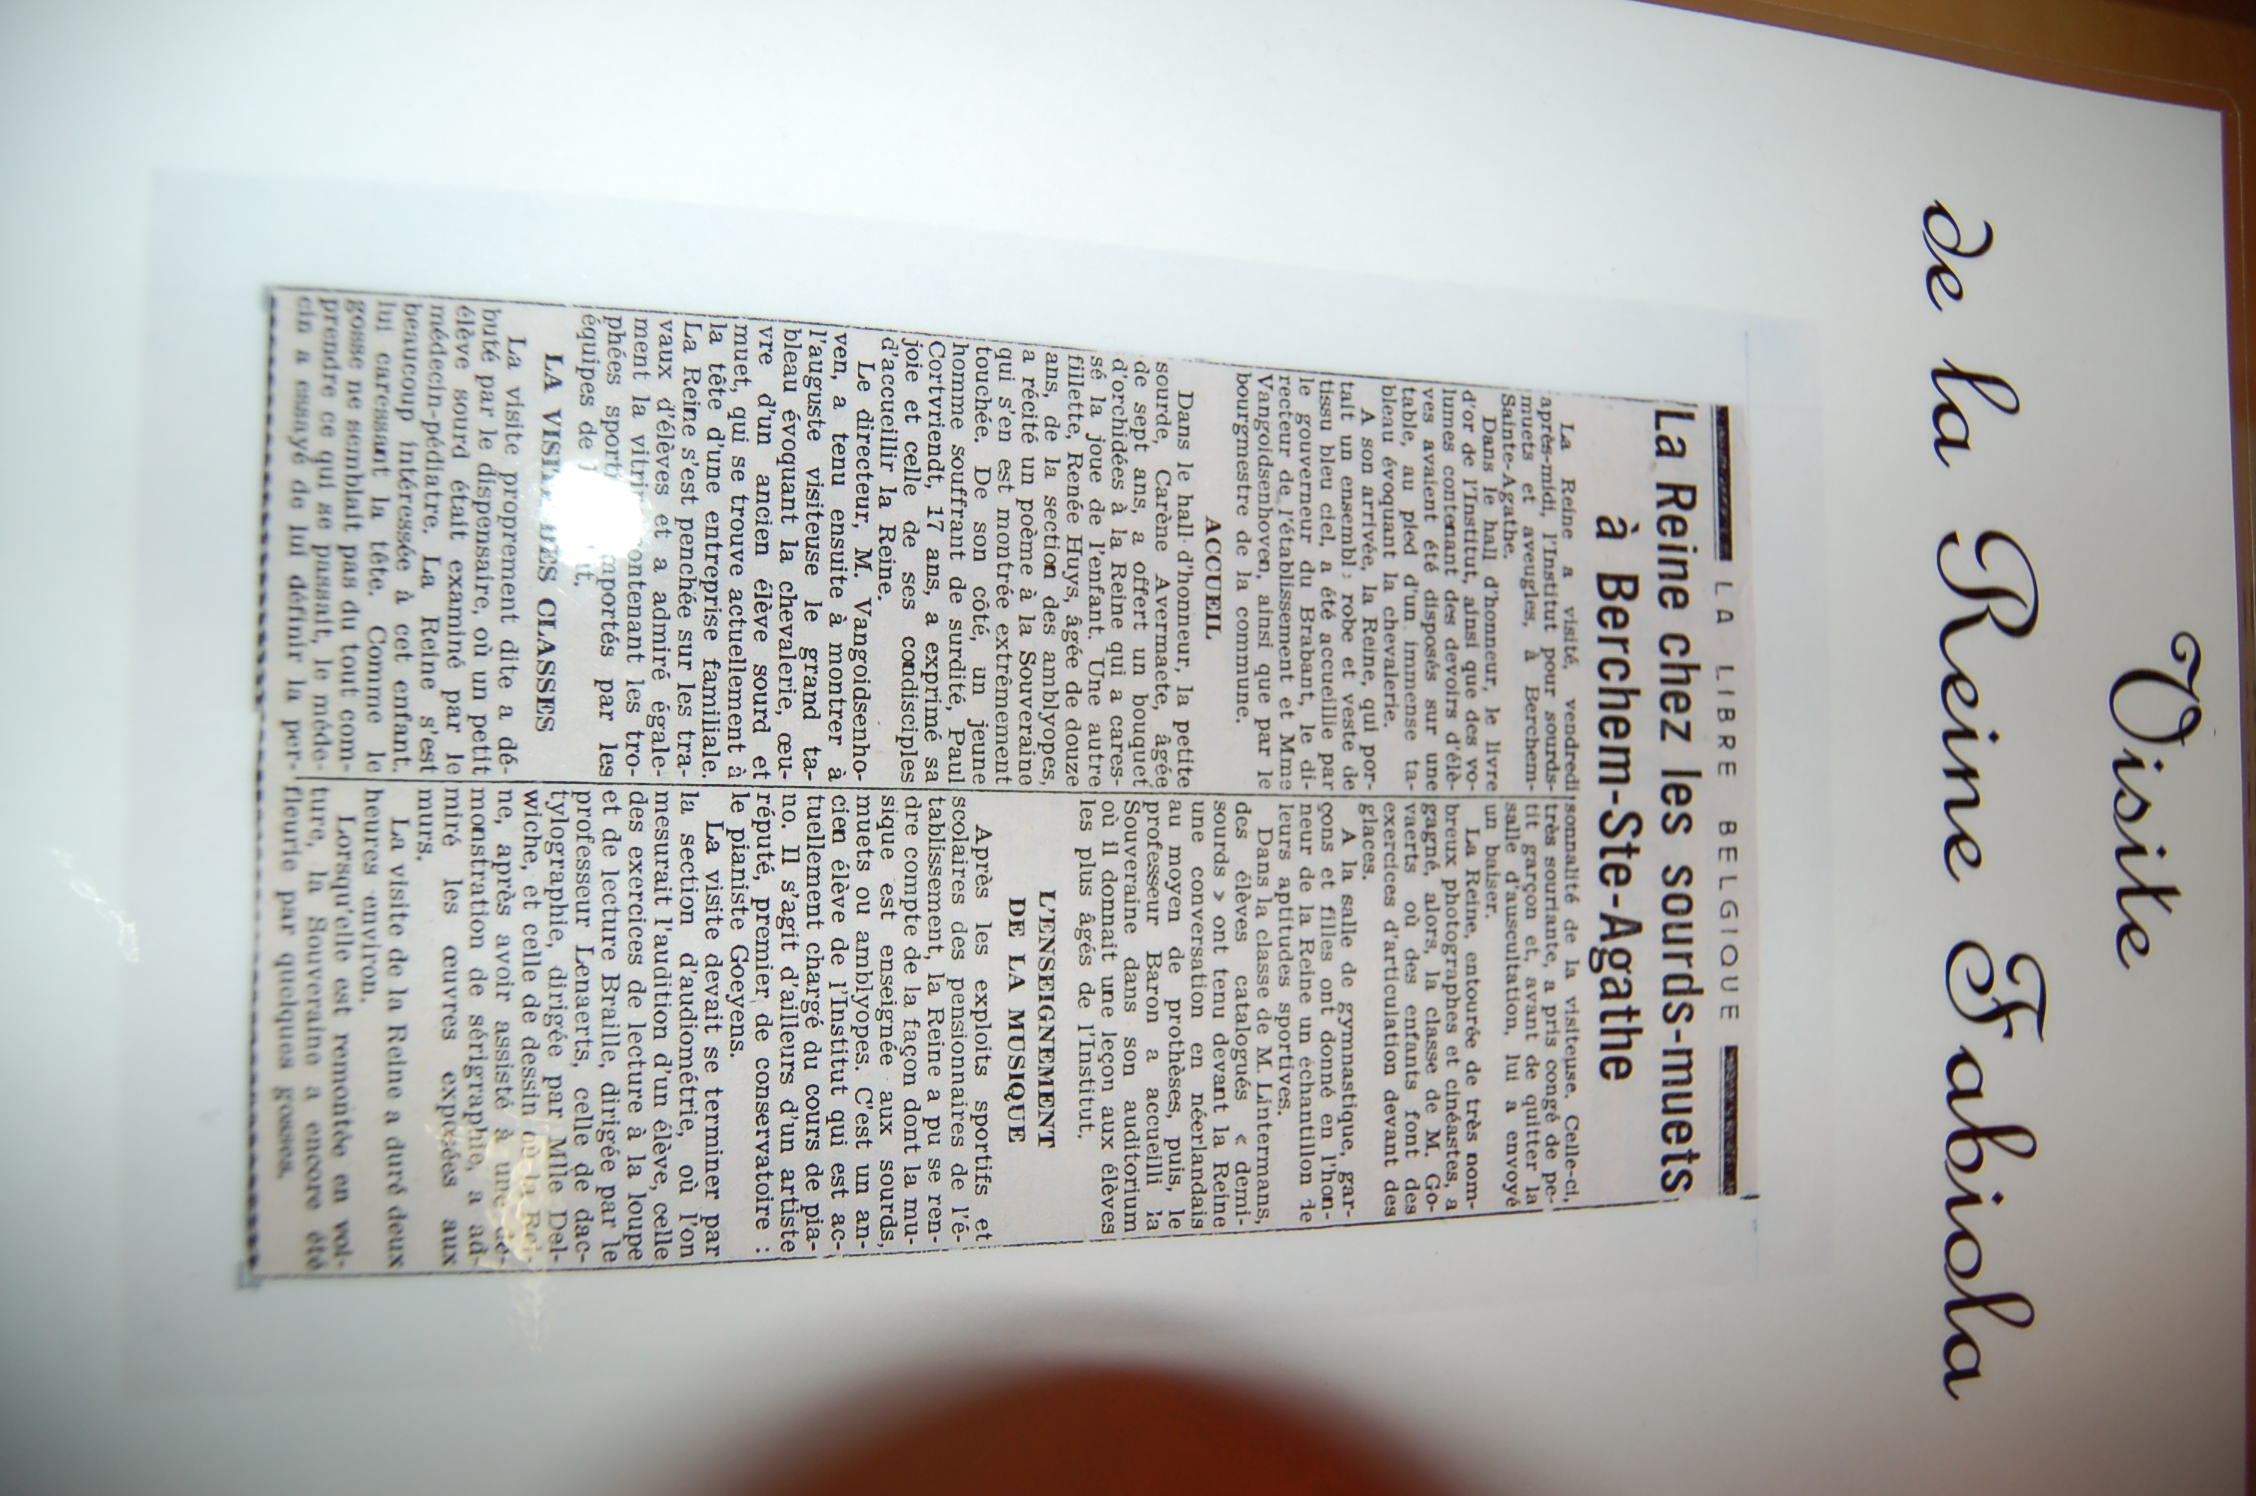 Visite
de la Reine Fabiola
LA LIBRE BELGIQUE
La Reine chez les sourds-muets
à Berchem-Ste-Agathe
La Reine a visité, vendredi
après-midi, l'Institut pour sourds-
muets et aveugles, à Berchem-
Sainte-Agathe.
Dans le hall d'honneur, le livre
d'or de l'Institut, ainsi que des vo-
lumes contenant des devoirs d'élè-
ves avaient été disposés sur une
table, au pied d'un immense ta-
bleau évoquant la chevalerie.
A son arrivée, la Reine, qui por-
tait un ensemble; robe et veste de
tissu bleu ciel, a été accueillie par
le gouverneur du Brabant, le di-
recteur de l'établissement et Mme
Vangoidsenhoven, ainsi que par le
bourgmestre de la commune.
ACCUEIL
Dans le hall d'honneur, la petite
sourde, Carène Avermaete, âgée
de sept ans, a offert un bouquet
d'orchidées à la Reine qui a cares-
sé la joue de l'enfant. Une autre
fillette, Renée Huys, âgée de douze
ans, de la section des amblyopes,
a récité un poème à la Souveraine
qui s'en est montrée extrêmement
touchée. De son côté, un jeune
homme souffrant de surdité, Paul
Cortvriendt, 17 ans, a exprimé sa
joie et celle de ses condisciples
d'accueillir la Reine.
Le directeur, M. Vangoidsenho-
ven, a tenu ensuite à montrer à
l'auguste visiteuse le grand ta-
bleau évoquant la chevalerie, œu-
vre d'un ancien élève sourd et
muet, qui se trouve actuellement à
la tête d'une entreprise familiale.
La Reine s'est penchée sur les tra-
vaux d'élèves et a admiré égale-
ment la contenant les tro-
phées par les
équipes de
LA DES CLASSES
La visite proprement dite a dé-
buté par le dispensaire, où un petit
élève sourd était examiné par le
médecin-pédiatre. La Reine s'est
beaucoup intéressée à cet enfant.
lui caressant la tête. Comme le
gosse ne semblait pas du tout com-
prendre ce qui se passait, le méde-
cin a essayé de lui définir la per-
sonnalité de la visiteuse. Celle-ci,
très souriante, a pris congé de pe-
tit garçon et, avant de quitter la
salle d'auscultation, lui a envoyé
un baiser.
La Reine, entourée de très nom-
breux photographes et cinéastes, a
gagné, alors, la classe de M. Go-
vaerts où des enfants font des
exercices d'articulation devant des
glaces.
A la salle de gymnastique, gar-
çons et filles ont donné en l'hon-
neur de la Reine un échantillon de
leurs aptitudes sportives.
Dans la classe de M. Lintermans,
des élèves catalogués « demi-
sourds » ont tenu devant la Reine
une conversation en néerlandais
au moyen de prothèses, puis, le
professeur Baron a accueilli la
Souveraine dans son auditorium
où il donnait une leçon aux élèves
les plus âgés de l'Institut.
L'ENSEIGNEMENT
DE LA MUSIQUE
Après les exploits sportifs et
scolaires des pensionnaires de l'é-
tablissement, la Reine a pu se ren-
dre compte de la façon dont la mu-
sique est enseignée aux sourds,
muets ou amblyopes. C'est un an-
cien élève de l'Institut qui est ac-
tuellement chargé du cours de pia-
no. Il s'agit d'ailleurs d'un artiste
réputé, premier de conservatoire :
le pianiste Goeyens.
La visite devait se terminer par
la section d'audiométrie, où l'on
mesurait l'audition d'un élève, celle
des exercices de lecture à la loupe
et de lecture Braille, dirigée par le
professeur Lenaerts, celle de dac-
tylographie, dirigée par Mlle Del-
wiche, et celle de dessin où la Rei-
ne, après avoir assisté à une dé-
monstration de sérigraphie, a ad-
miré les œuvres exposées aux
murs.
La visite de la Reine a duré deux
heures environ.
Lorsqu'elle est remontée en voi-
ture, la Souveraine a encore été
fleurie par quelques gosses.